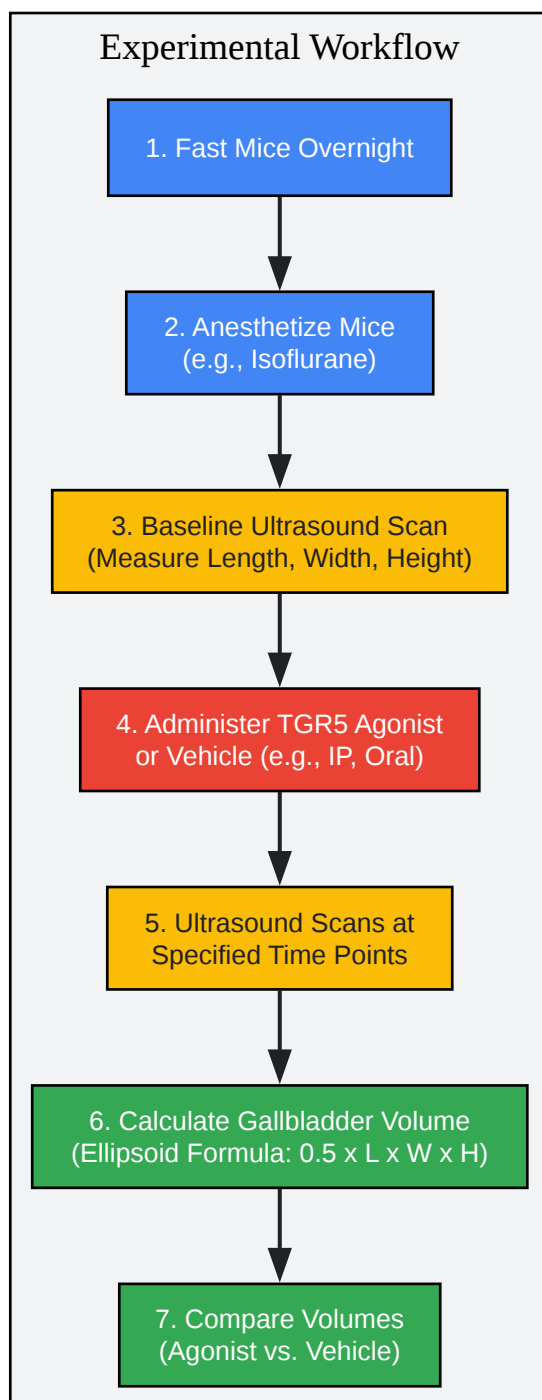 Experimental Workflow
1. Fast Mice Overnight
2. Anesthetize Mice
(e.g., Isoflurane)
3. Baseline Ultrasound Scan
(Measure Length, Width, Height)
4. Administer TGR5 Agonist
or Vehicle (e.g., IP, Oral)
5. Ultrasound Scans at
Specified Time Points
6. Calculate Gallbladder Volume
(Ellipsoid Formula: 0.5 x L x W x H)
7. Compare Volumes
(Agonist vs. Vehicle)